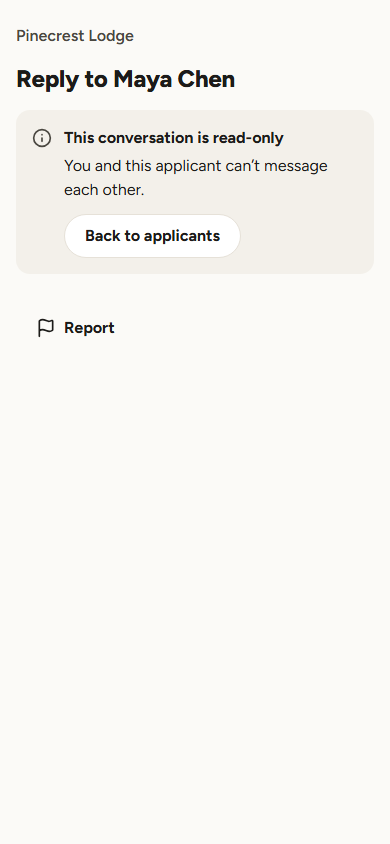 Pinecrest Lodge
Reply to Maya Chen
This conversation is read-only
You and this applicant can’t message
each other.
Back to applicants
Report